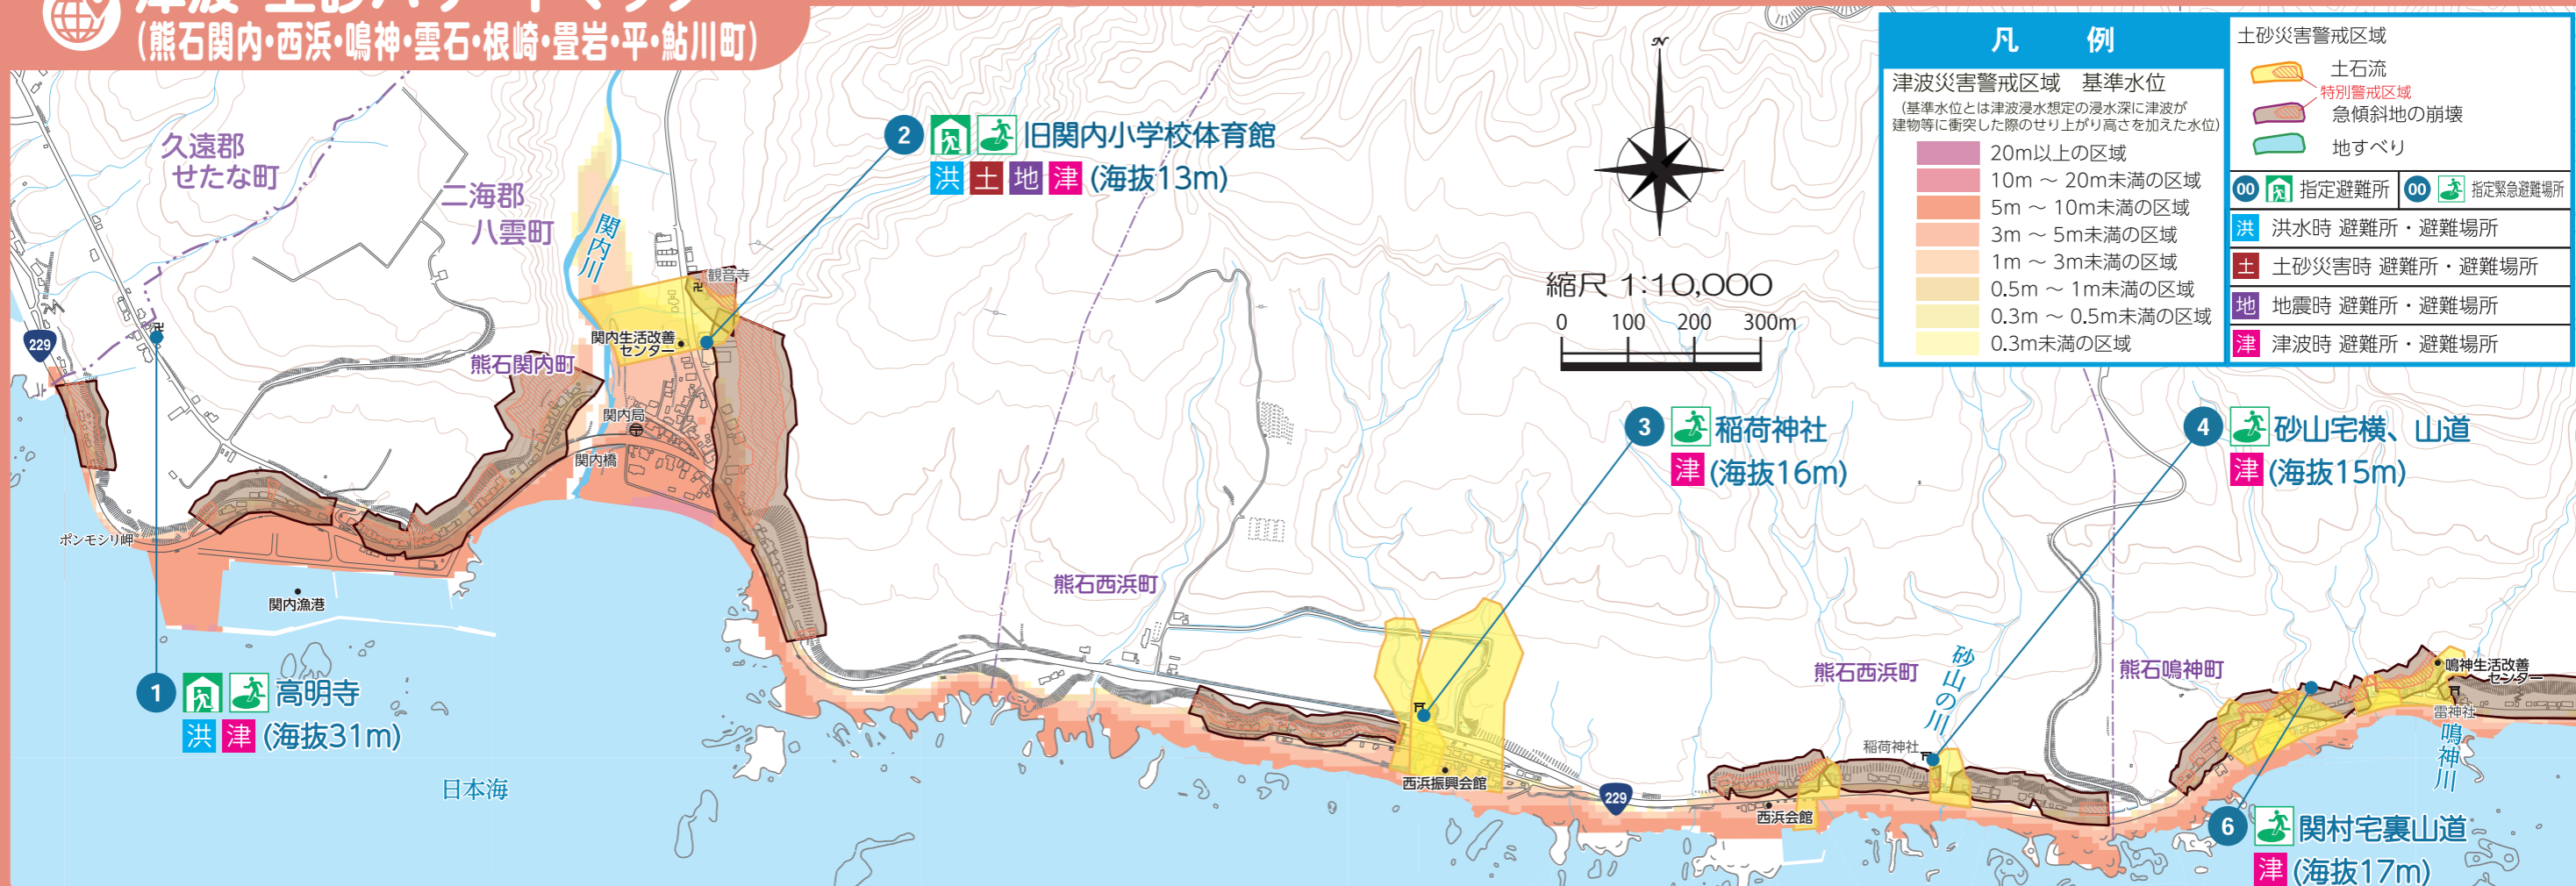 津波・土砂ハザードマップ
(熊石関内・西浜・鳴神・雲石・根崎・畳岩・平・鮎川町)
凡 例
津波災害警戒区域 基準水位
(基準水位とは津波浸水想定の浸水深に津波が
建物等に衝突した際のせり上がり高さを加えた水位)
20m以上の区域
10m ～ 20m未満の区域
5m ～ 10m未満の区域
3m ～ 5m未満の区域
1m ～ 3m未満の区域
0.5m ～ 1m未満の区域
0.3m ～ 0.5m未満の区域
0.3m未満の区域
土砂災害警戒区域
土石流
特別警戒区域
急傾斜地の崩壊
地すべり
00 指定避難所
00 指定緊急避難場所
洪 洪水時 避難所・避難場所
土 土砂災害時 避難所・避難場所
地 地震時 避難所・避難場所
津 津波時 避難所・避難場所
N
縮尺 1:10,000
0 100 200 300m
久遠郡
せたな町
二海郡
八雲町
関内川
2 旧関内小学校体育館
洪 土 地 津 (海抜13m)
観音寺
関内生活改善
センター
229
熊石関内町
関内局
関内橋
ポンモシリ岬
関内漁港
1 高明寺
洪 津 (海抜31m)
日本海
熊石西浜町
3 稲荷神社
津 (海抜16m)
西浜振興会館
229
4 砂山宅横、山道
津 (海抜15m)
熊石西浜町
砂山の川
稲荷神社
西浜会館
熊石鳴神町
鳴神生活改善
センター
雷神社
鳴神川
6 関村宅裏山道
津 (海抜17m)